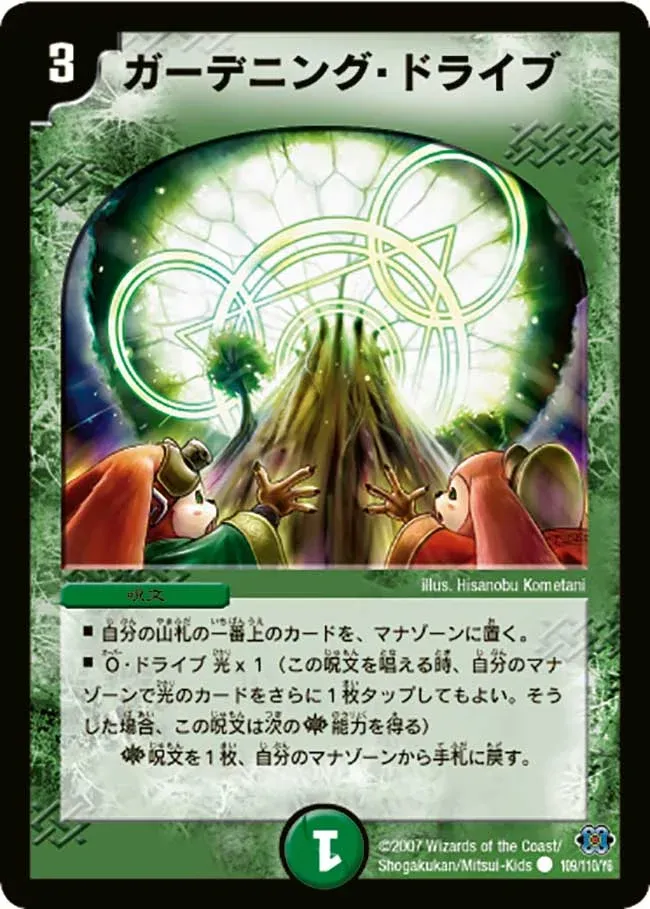 3
ガーデニング・ドライブ
illus. Hisanobu Kometani
呪文
■ 自分の山札の一番上のカードを、マナゾーンに置く。
■ O・ドライブ 光x1（この呪文を唱える時、自分のマナ
ゾーンで光のカードをさらに1枚タップしてもよい。そう
した場合、この呪文は次の 能力を得る）
呪文を1枚、自分のマナゾーンから手札に戻す。
1
©2007 Wizards of the Coast/
Shogakukan/Mitsui-Kids 109/110/Y6